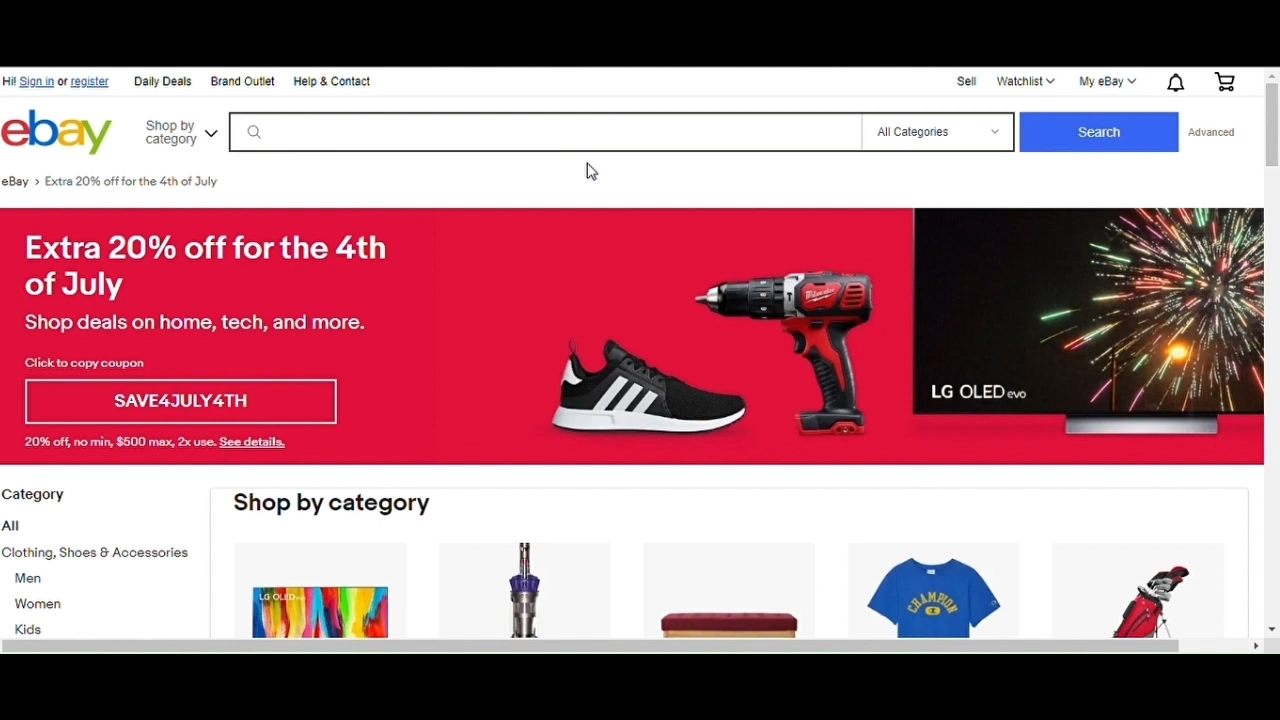 Hi! Sign in or register Daily Deals Brand Outlet Help & Contact Sell Watchlist My eBay
ebay Shop by category All Categories Search Advanced
eBay > Extra 20% off for the 4th of July
Extra 20% off for the 4th
of July
Shop deals on home, tech, and more.
Click to copy coupon
SAVE4JULY4TH
20% off, no min, $500 max, 2x use. See details.
Milwaukee
LG OLED evo
Category
All
Clothing, Shoes & Accessories
Men
Women
Kids
Shop by category
LG OLED evo
CHAMPION